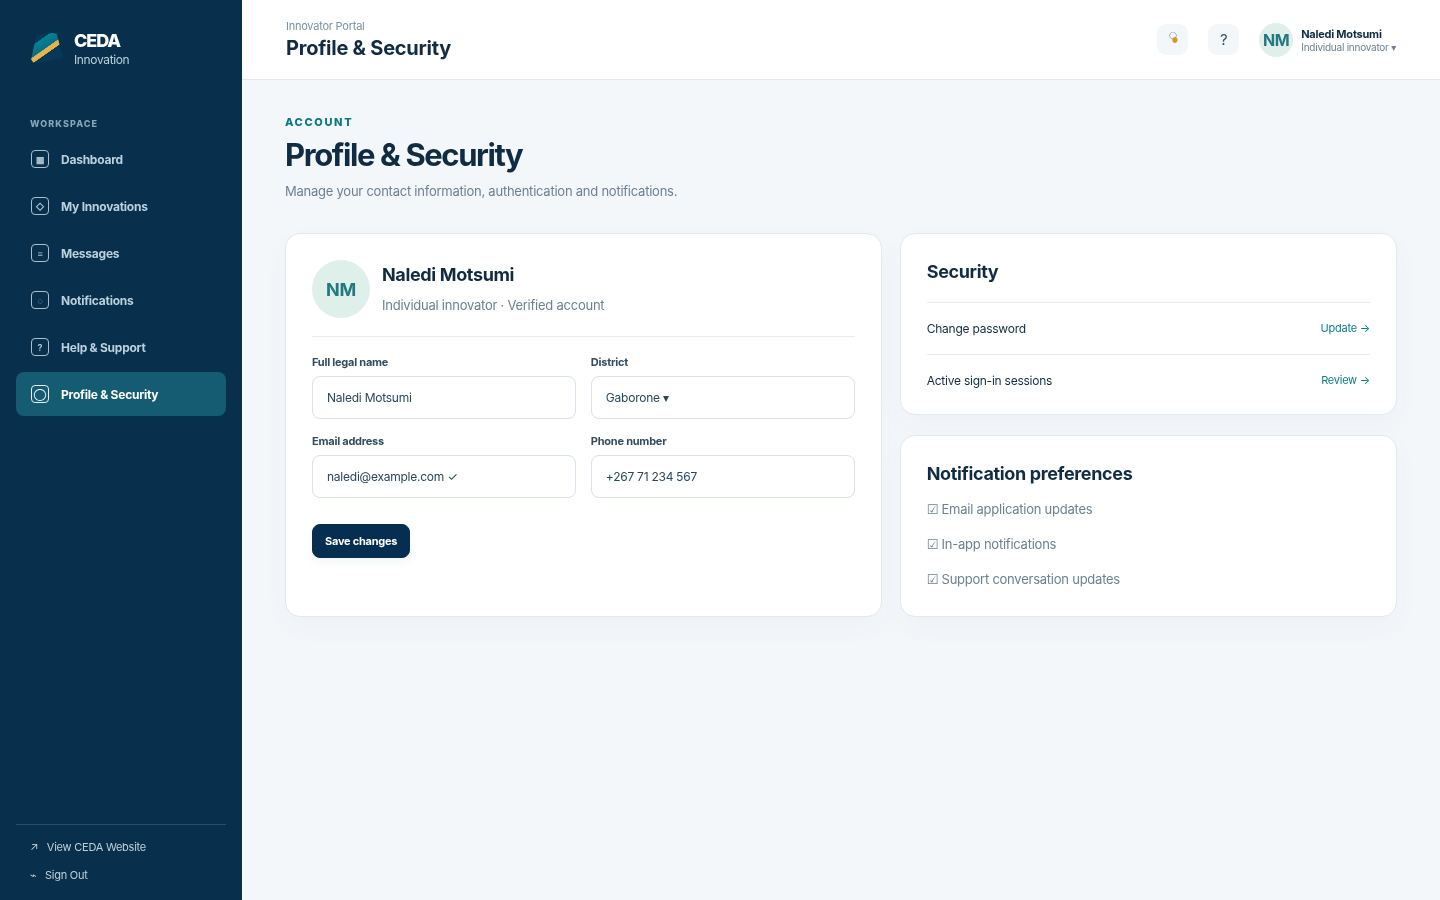 CEDA
Innovation
WORKSPACE
Dashboard
My Innovations
Messages
Notifications
? Help & Support
Profile & Security
↗ View CEDA Website
Sign Out
Innovator Portal
Profile & Security
?
NM
Naledi Motsumi
Individual innovator ▾
ACCOUNT
Profile & Security
Manage your contact information, authentication and notifications.
NM
Naledi Motsumi
Individual innovator · Verified account
Full legal name
Naledi Motsumi
District
Gaborone ▾
Email address
naledi@example.com ✓
Phone number
+267 71 234 567
Save changes
Security
Change password
Update →
Active sign-in sessions
Review →
Notification preferences
☑ Email application updates
☑ In-app notifications
☑ Support conversation updates